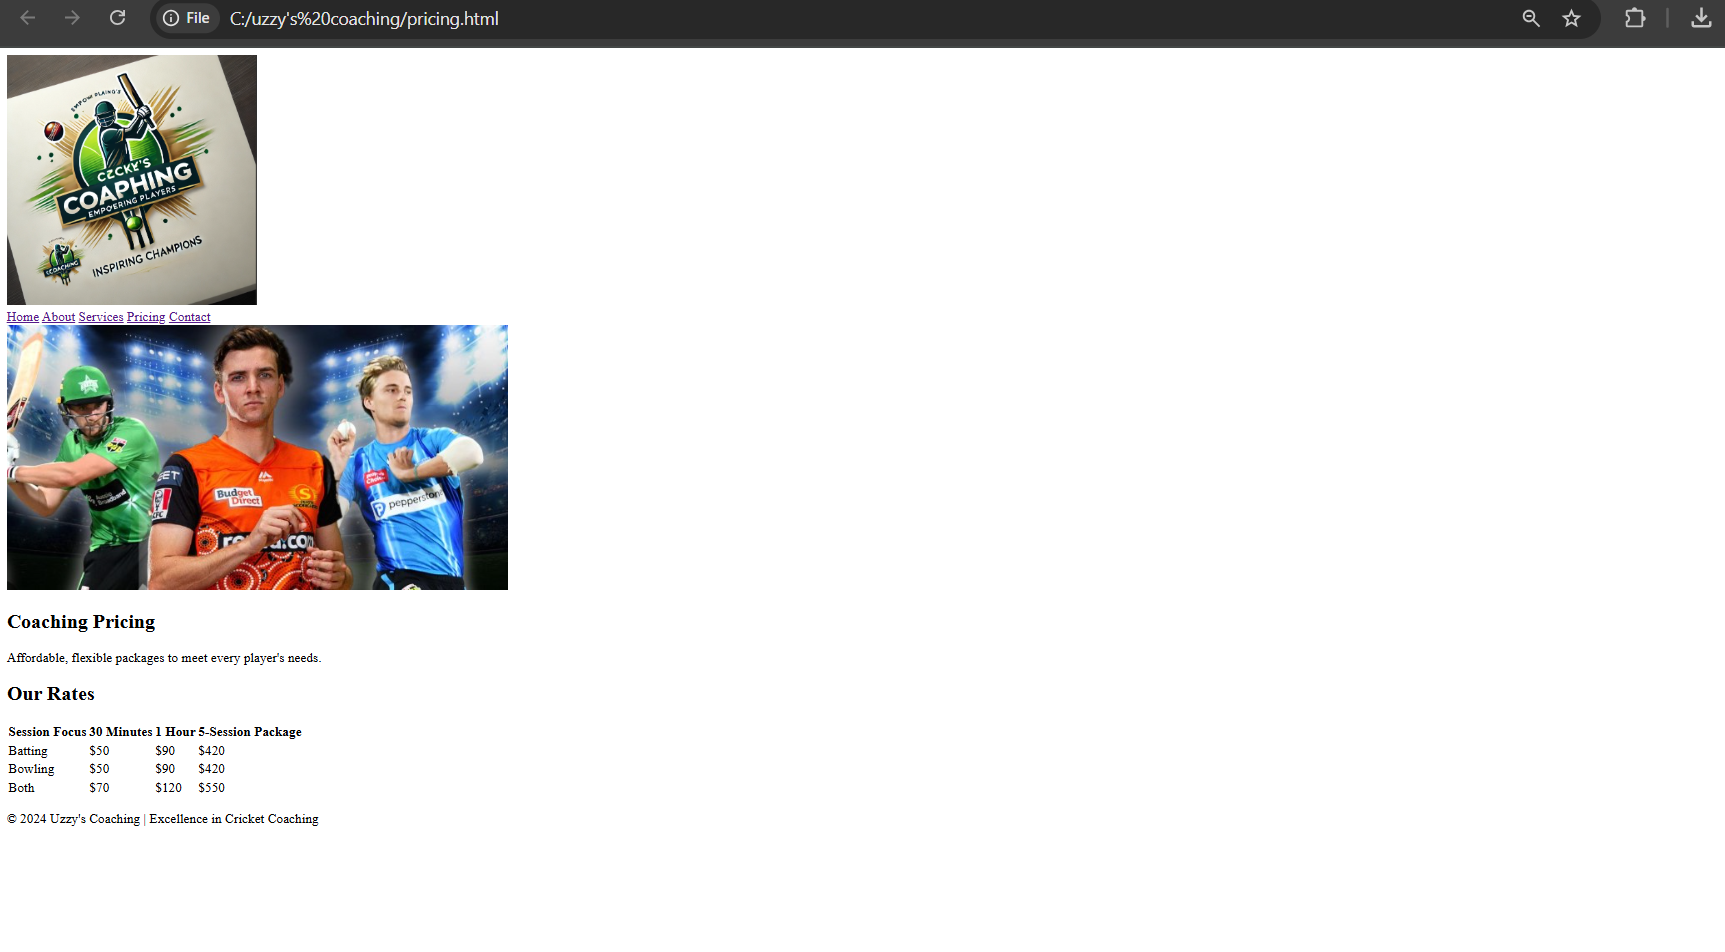 File C:/uzzy's%20coaching/pricing.html
CZCKY'S
COAPHING
EMPOWERING PLAYERS
INSPIRING CHAMPIONS
Home About Services Pricing Contact
Budget
Direct
KFC
pepperstone
Coaching Pricing
Affordable, flexible packages to meet every player's needs.
Our Rates
Session Focus 30 Minutes 1 Hour 5-Session Package
Batting $50 $90 $420
Bowling $50 $90 $420
Both $70 $120 $550
© 2024 Uzzy's Coaching | Excellence in Cricket Coaching